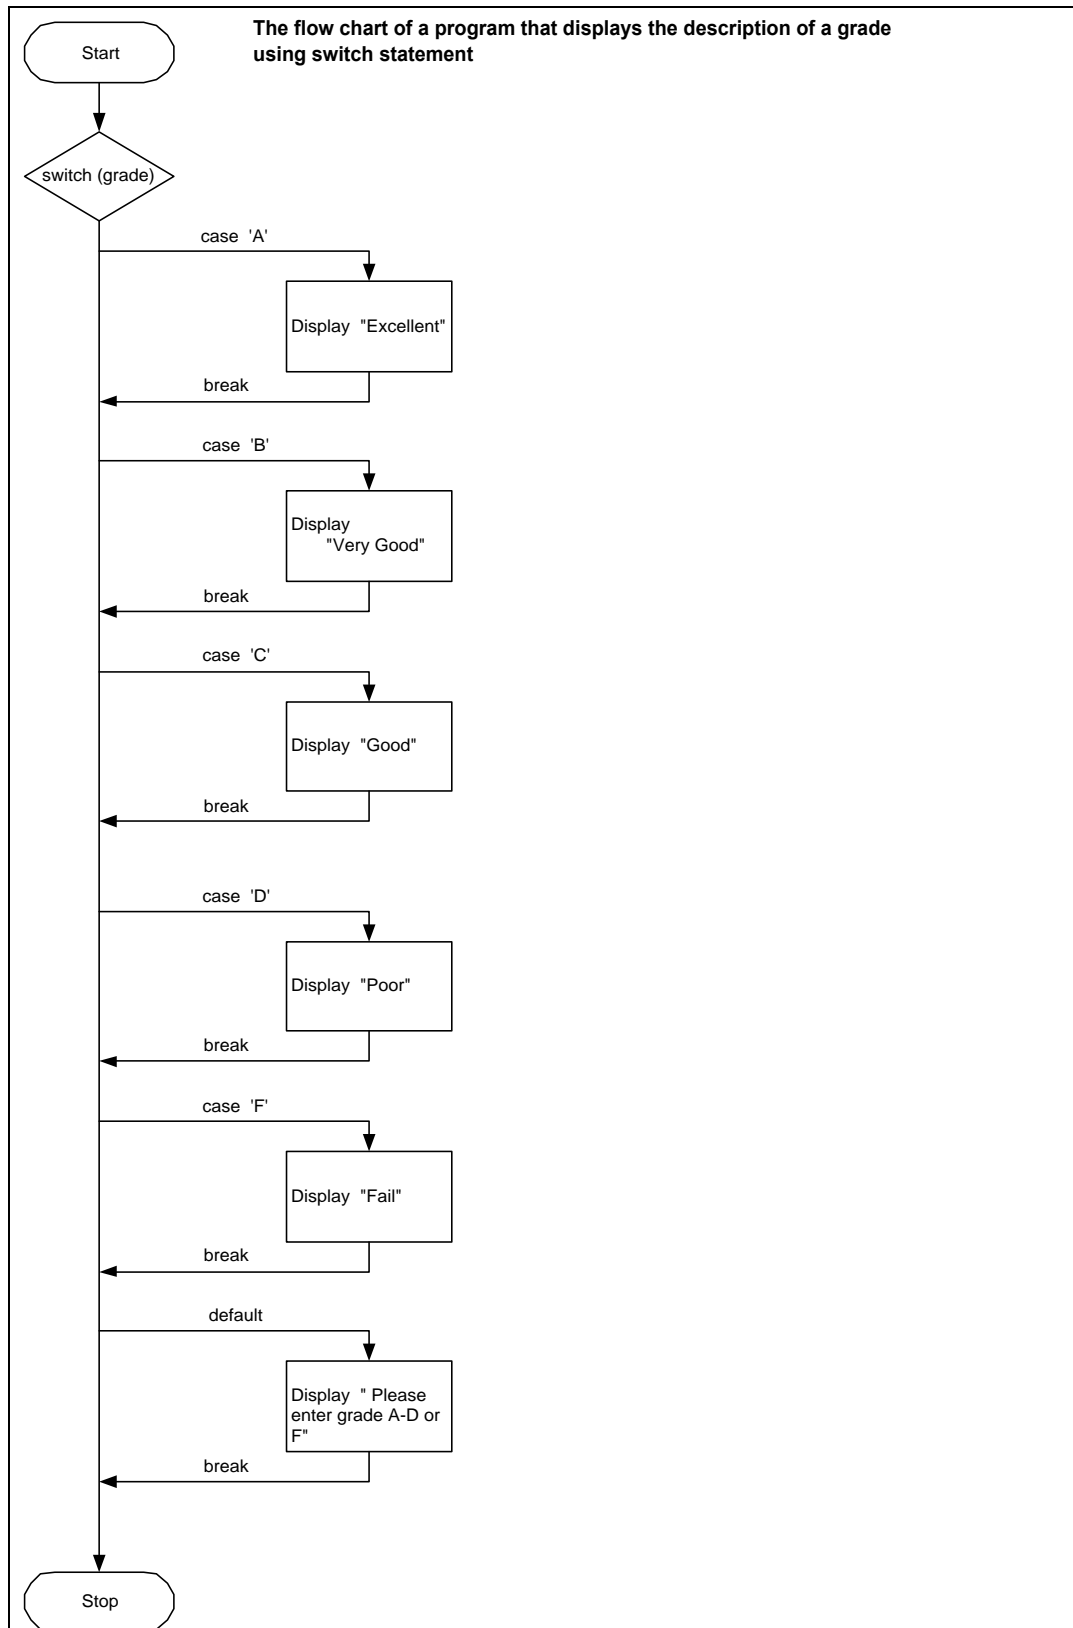 The flow chart of a program that displays the description of a grade
using switch statement
Start
switch (grade)
case 'A'
Display "Excellent"
break
case 'B'
Display
"Very Good"
break
case 'C'
Display "Good"
break
case 'D'
Display "Poor"
break
case 'F'
Display "Fail"
break
default
Display " Please
enter grade A-D or
F"
break
Stop